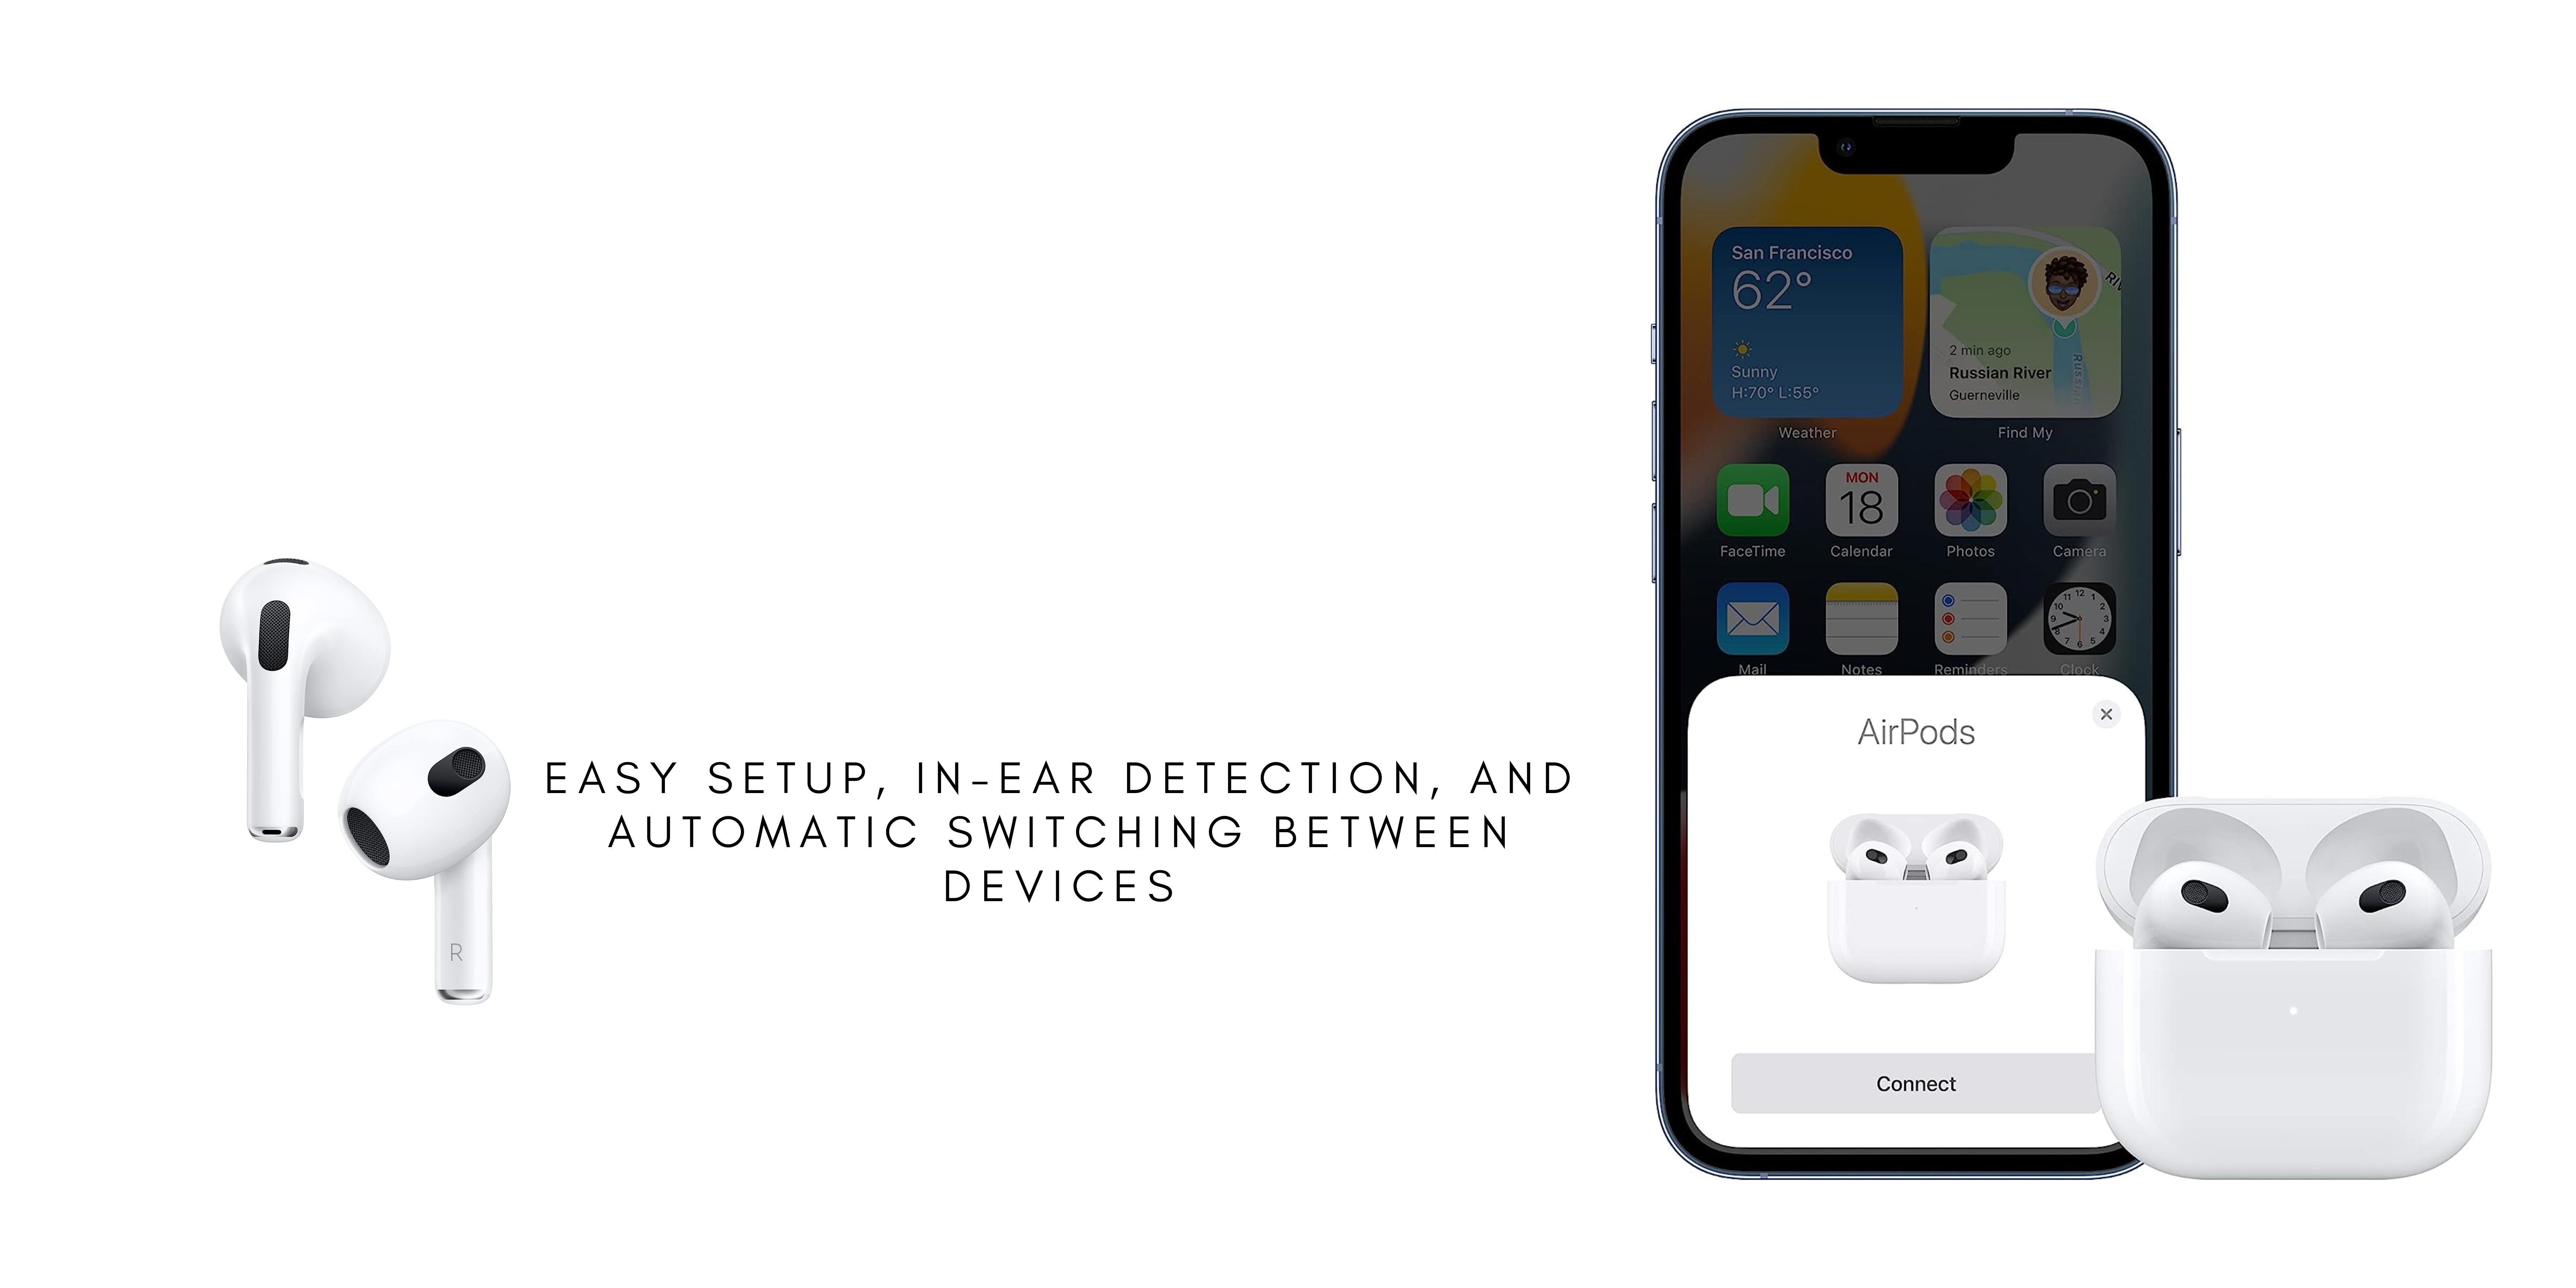 EASY SETUP, IN-EAR DETECTION, AND
AUTOMATIC SWITCHING BETWEEN
DEVICES
R
San Francisco
62°
Sunny
H:70° L:55°
Weather
2 min ago
Russian River
Guerneville
Find My
FaceTime
MON
18
Calendar
Photos
Camera
Mail
Notes
Reminders
Clock
AirPods
Connect